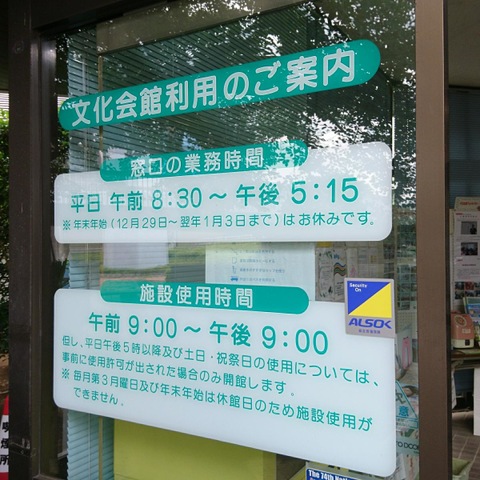 文化会館利用のご案内
窓口の業務時間
平日 午前 8:30～午後 5:15
※ 年末年始(12月29日～翌年1月3日まで)はお休みです。
施設使用時間
午前 9:00～午後 9:00
但し、平日午後5時以降及び土日・祝祭日の使用については、
事前に使用許可が出された場合のみ開館します。
※ 毎月第3月曜日及び年末年始は休館日のため施設使用が
できません。
Security
On
ALSOK
The 74th Nati